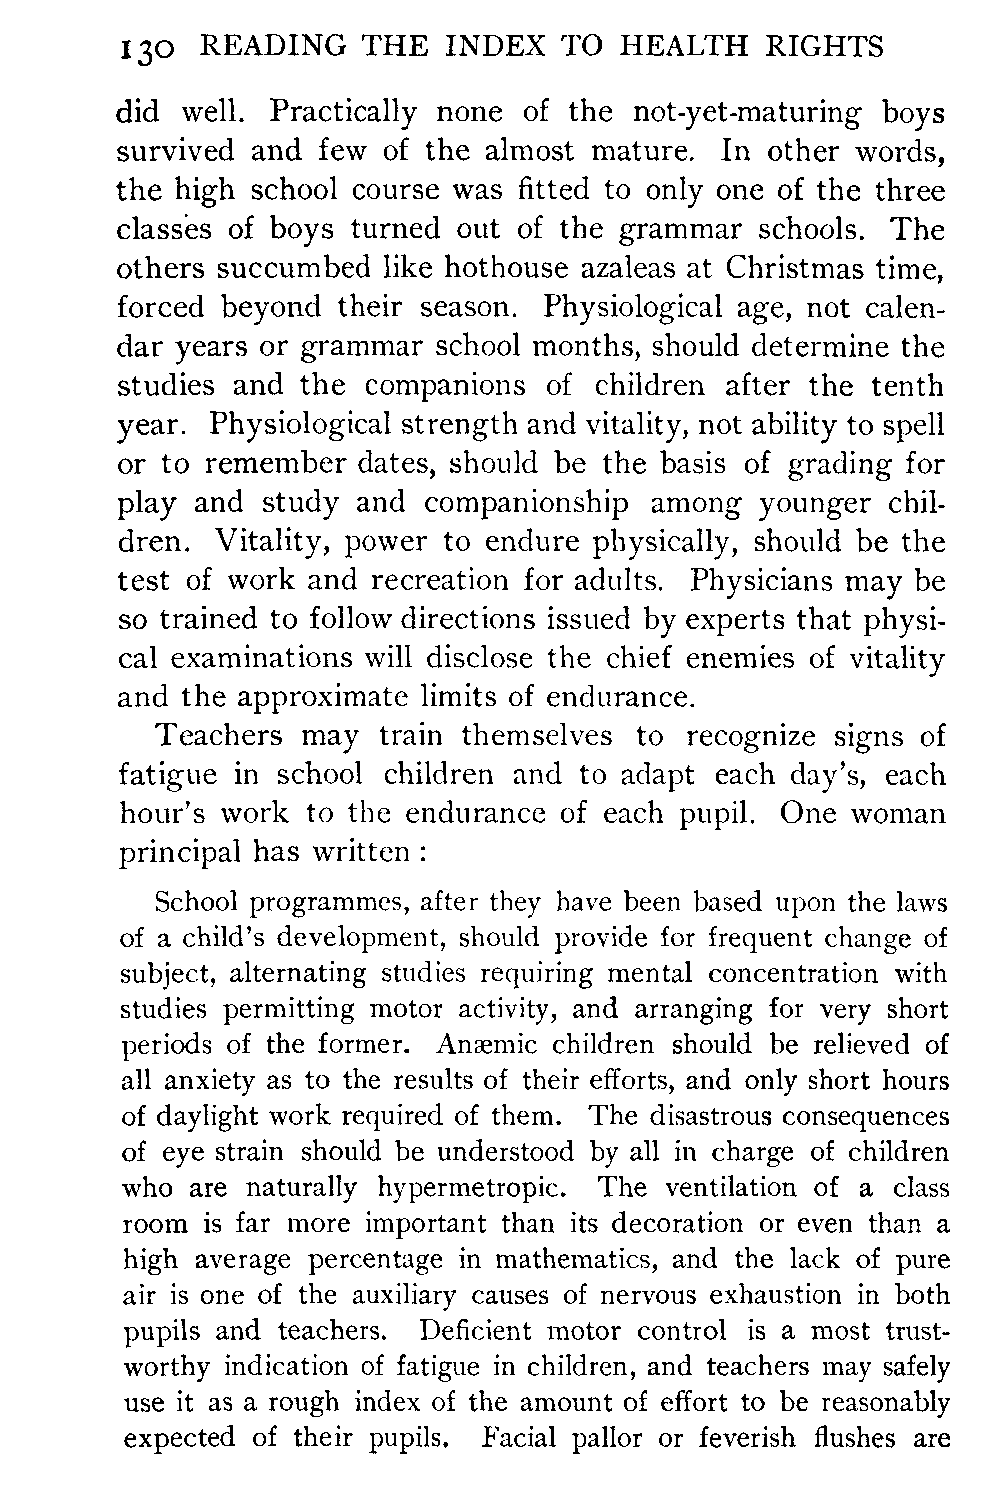 130 READING THE INDEX TO HEALTH RIGHTS
did well. Practically none of the not-yet-maturing boys
survived and few of the almost mature. In other words,
the high school course was fitted to only one of the three
classes of boys turned out of the grammar schools. The
others succumbed like hothouse azaleas at Christmas time,
forced beyond their season. Physiological age, not calen-
dar years or grammar school months, should determine the
studies and the companions of children after the tenth
year. Physiological strength and vitality, not ability to spell
or to remember dates, should be the basis of grading for
play and study and companionship among younger chil-
dren. Vitality, power to endure physically, should be the
test of work and recreation for adults. Physicians may be
so trained to follow directions issued by experts that physi-
cal examinations will disclose the chief enemies of vitality
and the approximate limits of endurance.
Teachers may train themselves to recognize signs of
fatigue in school children and to adapt each day's, each
hour's work to the endurance of each pupil. One woman
principal has written :
School programmes, after they have been based upon the laws
of a child's development, should provide for frequent change of
subject, alternating studies requiring mental concentration with
studies permitting motor activity, and arranging for very short
periods of the former. Anæmic children should be relieved of
all anxiety as to the results of their efforts, and only short hours
of daylight work required of them. The disastrous consequences
of eye strain should be understood by all in charge of children
who are naturally hypermetropic. The ventilation of a class
room is far more important than its decoration or even than a
high average percentage in mathematics, and the lack of pure
air is one of the auxiliary causes of nervous exhaustion in both
pupils and teachers. Deficient motor control is a most trust-
worthy indication of fatigue in children, and teachers may safely
use it as a rough index of the amount of effort to be reasonably
expected of their pupils. Facial pallor or feverish flushes are